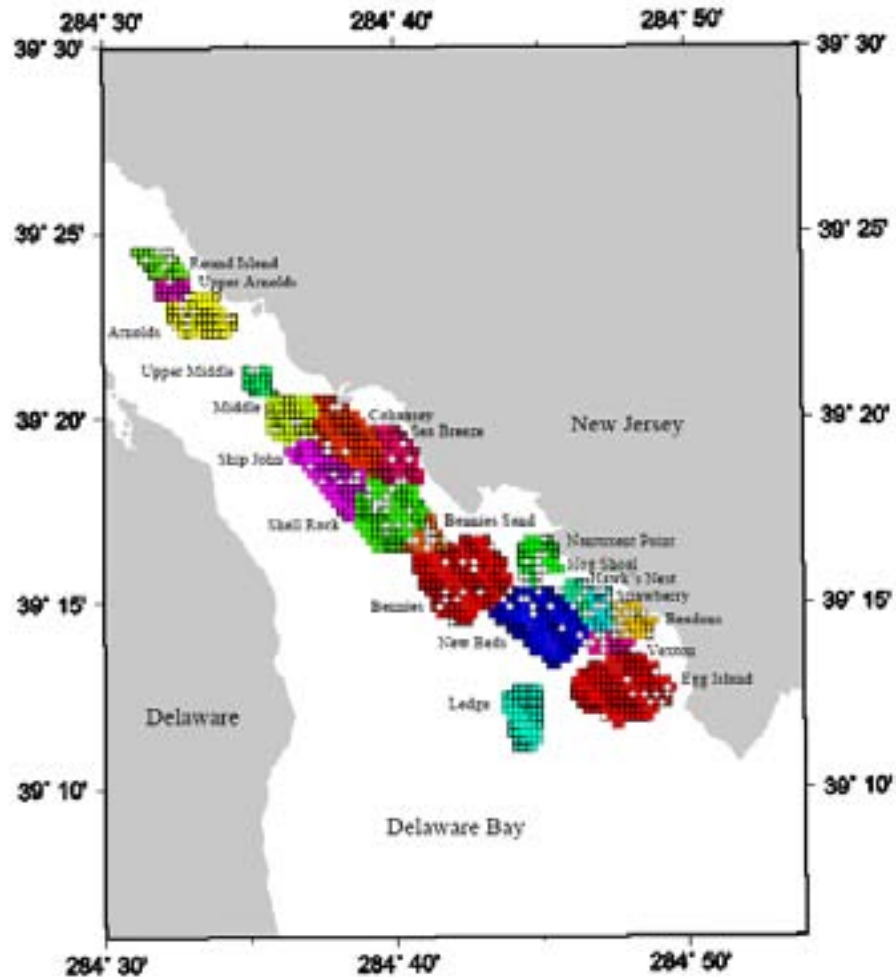 284° 30'
284° 40'
284° 50'
39° 30'
39° 30'
39° 25'
39° 25'
Round Island
Upper Arnolds
Arnolds
Upper Middle
Middle
39° 20'
39° 20'
Cohansey
Sea Breeze
New Jersey
Ship John
Shell Rock
Bennies Sand
Nantuxent Point
Hog Shoal
Hawk's Nest
Strawberry
39° 15'
39° 15'
Bennies
Beadons
New Beds
Vexton
Egg Island
Ledge
Delaware
39° 10'
39° 10'
Delaware Bay
284° 30'
284° 40'
284° 50'